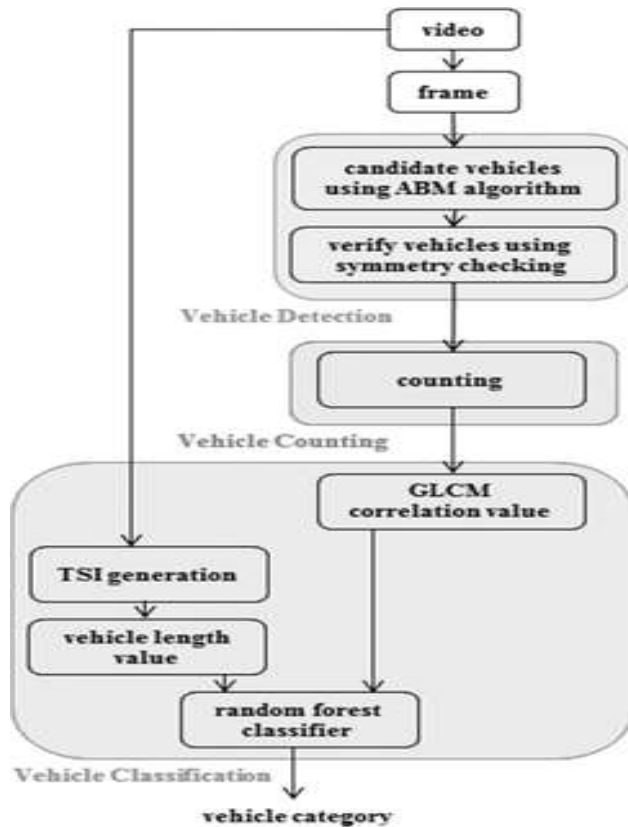 video
frame
candidate vehicles
using ABM algorithm
verify vehicles using
symmetry checking
Vehicle Detection
counting
Vehicle Counting
GLCM
correlation value
TSI generation
vehicle length
value
random forest
classifier
Vehicle Classification
vehicle category